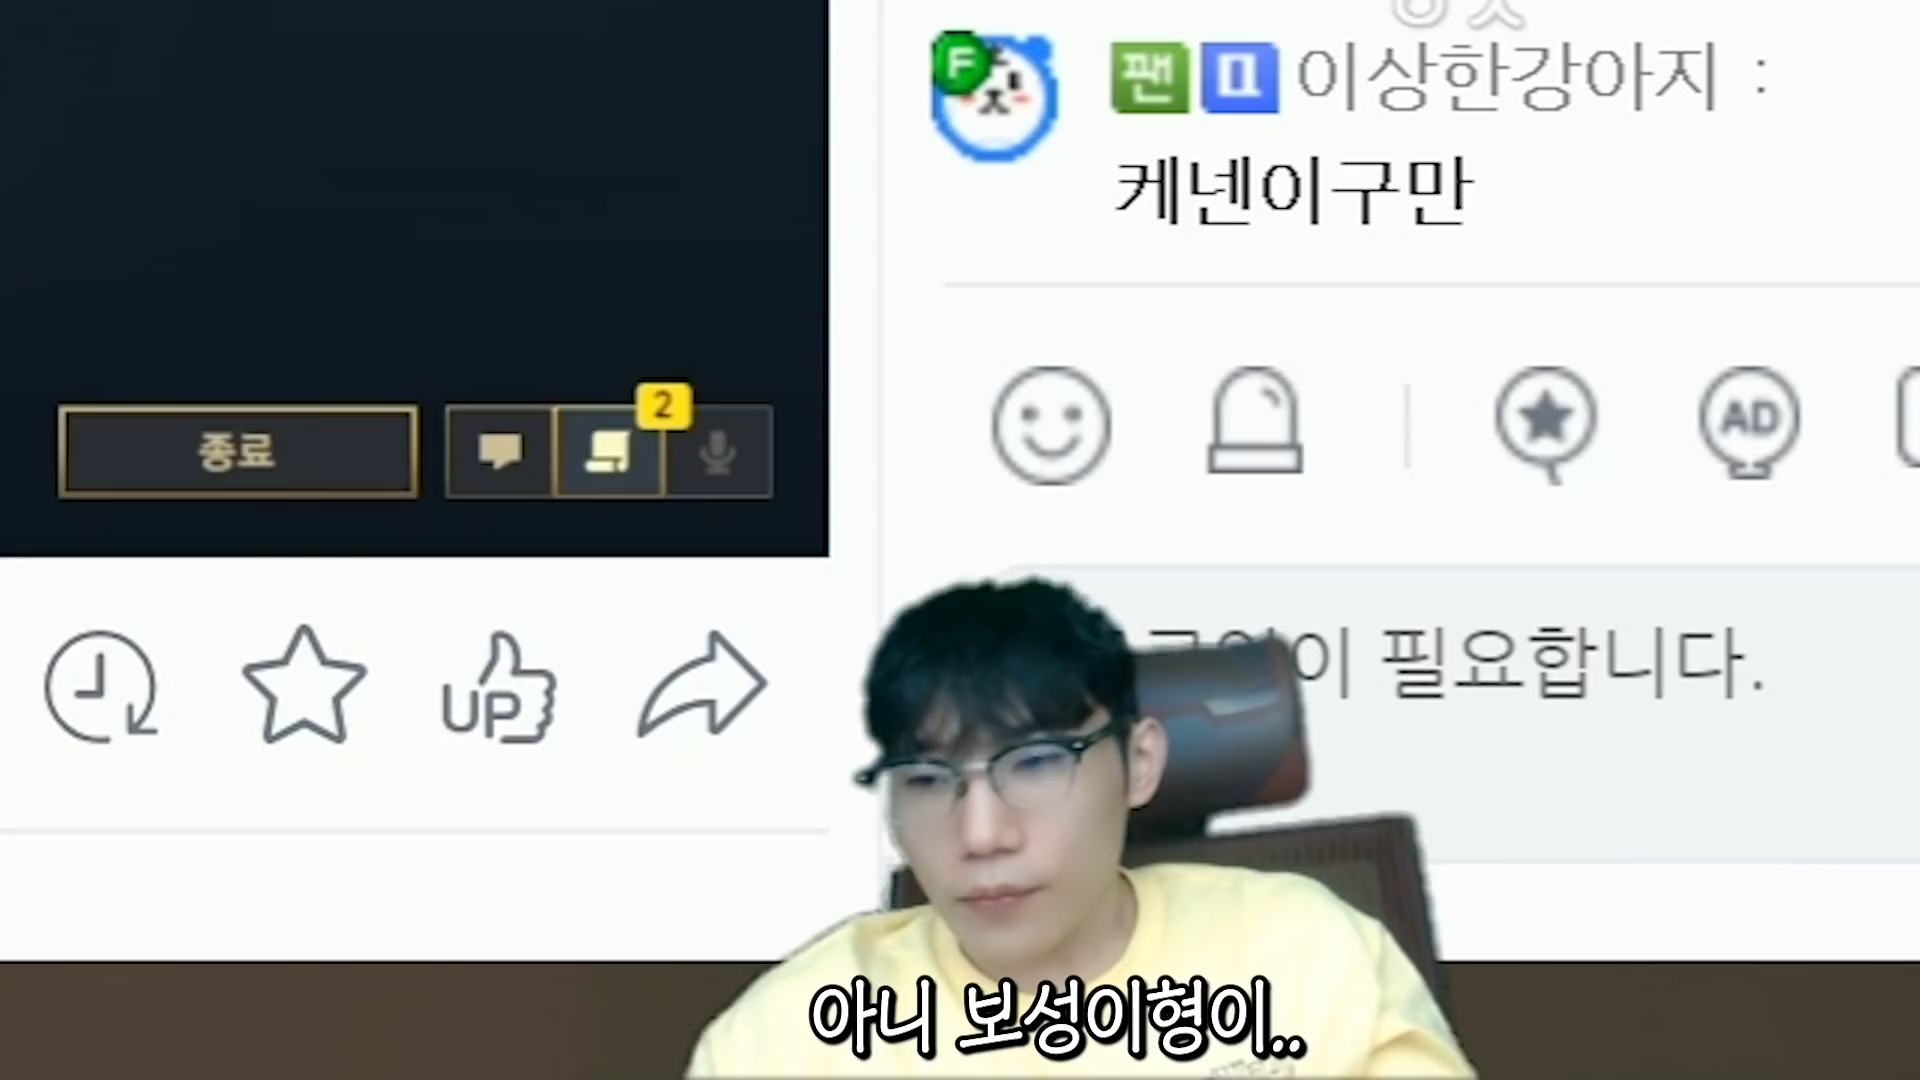 팬 이상한강아지 :
F
케넨이구만
2
종료
AD
이 필요합니다.
UP
아니 보성이형이..